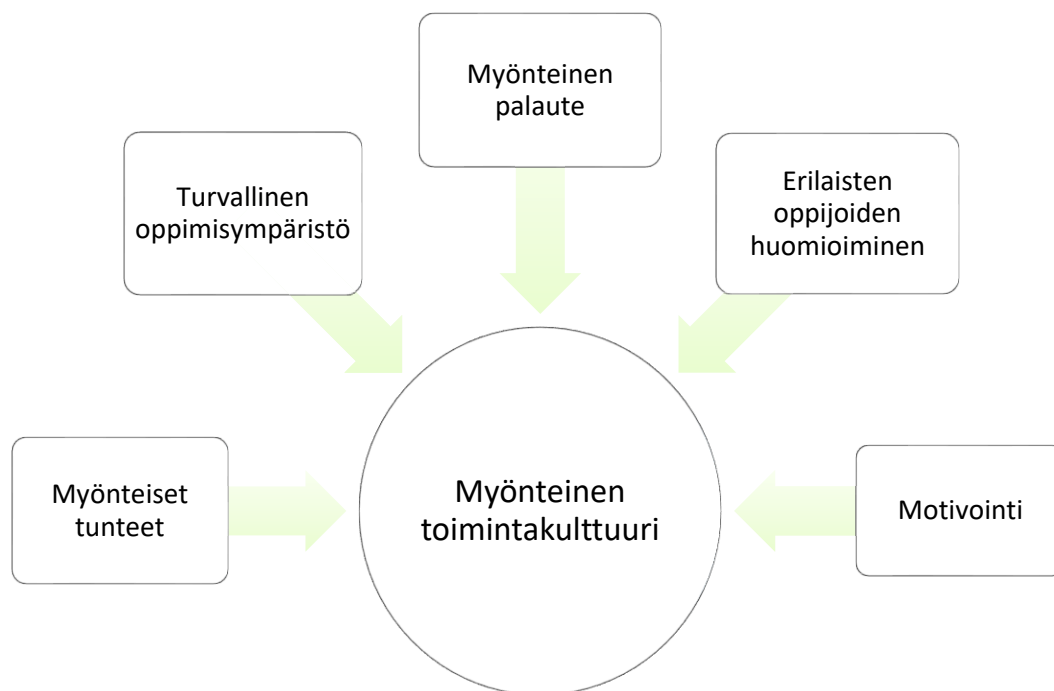 Myönteinen
palaute
Turvallinen
oppimisympäristö
Erilaisten
oppijoiden
huomioiminen
Myönteiset
tunteet
Myönteinen
toimintakulttuuri
Motivointi